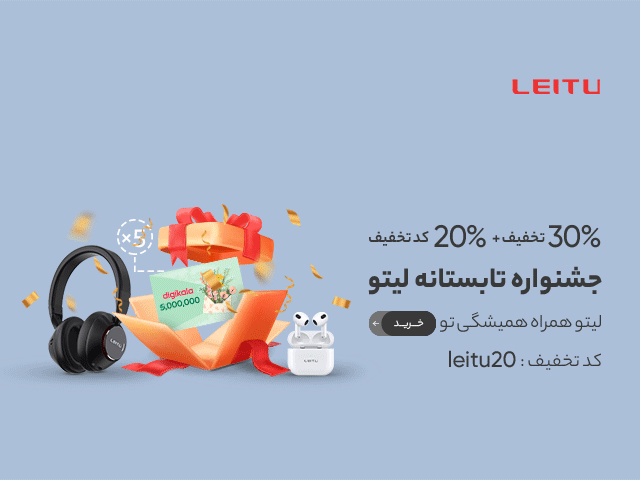 LEITU
30% تخفیف + 20% کد تخفیف
جشنواره تابستانه لیتو
لیتو همراه همیشگی تو خرید
کد تخفیف : leitu20
×5
digikala
5,000,000
LEITU
LEITU